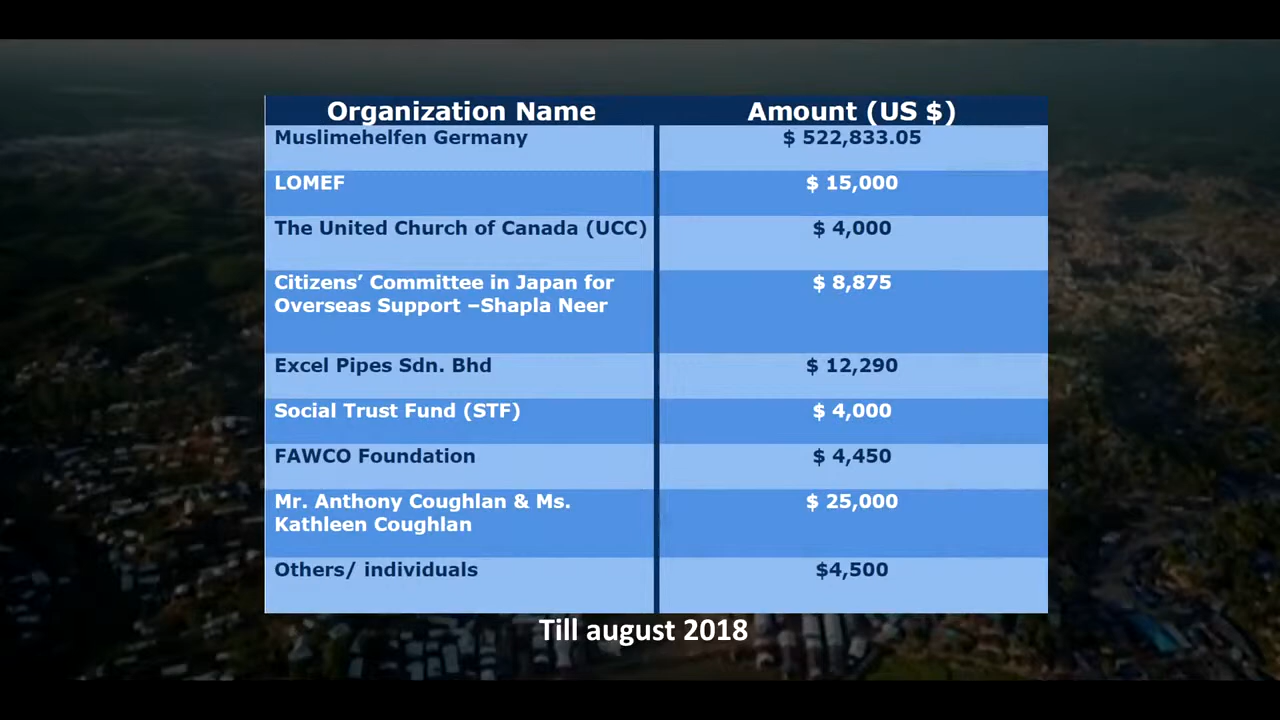 Organization Name Amount (US $)
Muslimehelfen Germany $ 522,833.05
LOMEF $ 15,000
The United Church of Canada (UCC) $ 4,000
Citizens’ Committee in Japan for $ 8,875
Overseas Support –Shapla Neer
Excel Pipes Sdn. Bhd $ 12,290
Social Trust Fund (STF) $ 4,000
FAWCO Foundation $ 4,450
Mr. Anthony Coughlan & Ms. $ 25,000
Kathleen Coughlan
Others/ individuals $4,500
Till august 2018